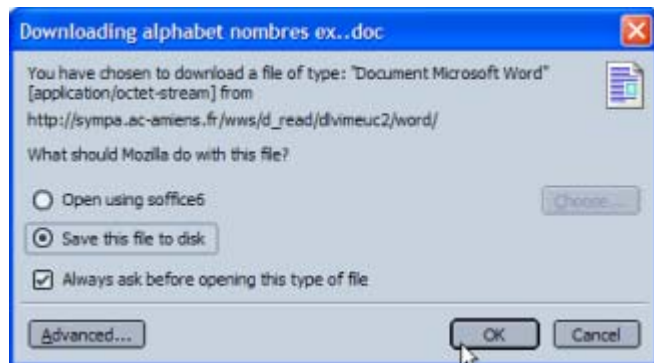 Downloading alphabet nombres ex..doc
You have chosen to download a file of type: "Document Microsoft Word"
[application/octet-stream] from
http://sympa.ac-amiens.fr/wws/d_read/dlvimeuc2/word/
What should Mozilla do with this file?
Open using soffice6
Choose...
Save this file to disk
Always ask before opening this type of file
Advanced...
OK
Cancel